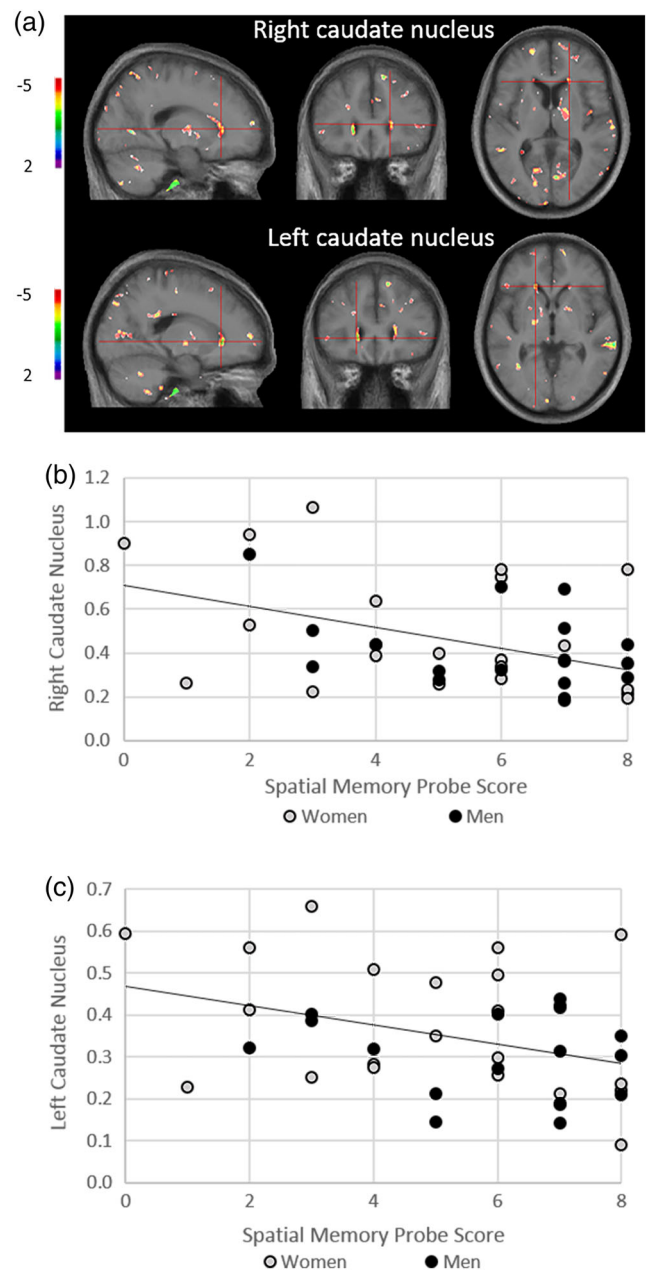 (a)
Right caudate nucleus
-5
2
Left caudate nucleus
-5
2
(b)
Right Caudate Nucleus
1.2
1.0
0.8
0.6
0.4
0.2
0.0
0 2 4 6 8
Spatial Memory Probe Score
Women Men
(c)
Left Caudate Nucleus
0.7
0.6
0.5
0.4
0.3
0.2
0.1
0.0
0 2 4 6 8
Spatial Memory Probe Score
Women Men